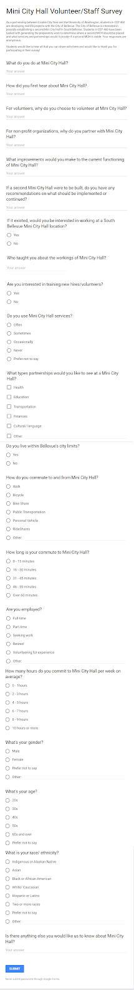 Mini City Hall Volunteer/Staff Survey
As a partnership between Livable City Year and the University of Washington, students in CEP 460
are developing real-life projects with the City of Bellevue. The City of Bellevue is interested in
possibly establishing a second Mini City Hall in South Bellevue. Students in CEP 460 have been
tasked with generating the preparatory work to determine where a second MCH should be placed
and what services and partnerships would it provide if a second MCH is viable. Your responses are
anonymous.
Students would like to hear all that you can share with them and would like to thank you for
participating in their survey!
What do you do at Mini City Hall?
Your answer
How did you first hear about Mini City Hall?
Your answer
For volunteers, why do you choose to volunteer at Mini City Hall?
Your answer
For non-profit organizations, why do you partner with Mini City
Hall?
Your answer
What improvements would you make to the current functioning
of Mini City Hall?
Your answer
If a second Mini City Hall were to be built, do you have any
recommendations on what should be implemented or
continued?
Your answer
If it existed, would you be interested in working at a South
Bellevue Mini City Hall location?
Yes
No
Who taught you about the workings of Mini City Hall?
Your answer
Are you interested in training new hires/volunteers?
Yes
No
Do you use Mini City Hall services?
Often
Sometimes
Occasionally
Never
Prefer not to say
What types partnerships would you like to see at a Mini City
Hall?
Health
Education
Transportation
Finances
Cultural/ language
Other:
Do you live within Bellevue's city limits?
Yes
No
How do you commute to and from Mini City Hall?
Walk
Bicycle
Bike Share
Public Transportation
Personal Vehicle
RideShares
Other:
How long is your commute to Mini City Hall?
0 - 15 minutes
16 - 30 minutes
31 - 45 minutes
46 - 59 minutes
Over 60 minutes
Are you employed?
Full-time
Part-time
Seeking work
Retired
Volunteering for experience
Other:
How many hours do you commit to Mini City Hall per week on
average?
0 - 1hours
2 - 3 hours
4 - 5 hours
6 - 7 hours
8 - 9 hours
10 hours or more
What's your gender?
Male
Female
Prefer not to say
Other:
What's your age?
20s
30s
40s
50s
60s and over
Prefer not to say
What is your race/ ethnicity?
Indigenous or Alaskan Native
Asian
Black or African American
White/ Caucasian
Hispanic or Latino
Two or more races
Prefer not to say
Other:
Is there anything else you would like us to know about Mini City
Hall?
Your answer
SUBMIT
Never submit passwords through Google Forms.